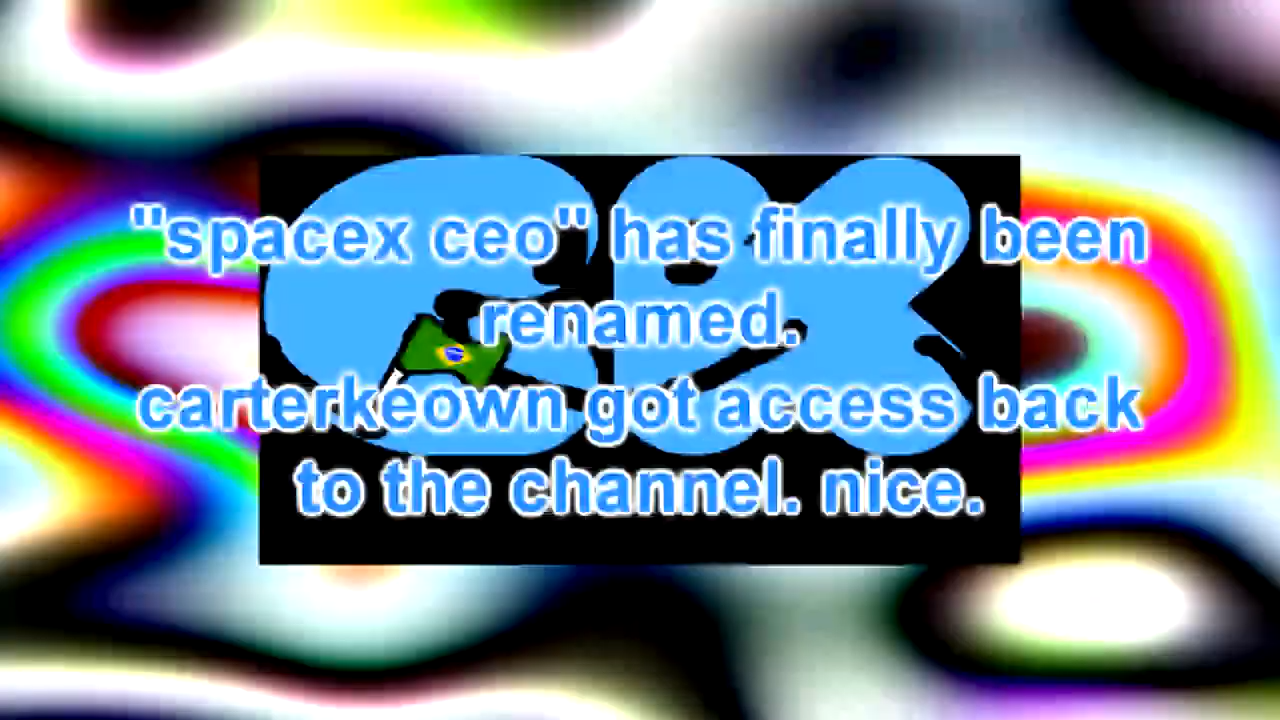 "spacex ceo" has finally been
renamed.
carterkeown got access back
to the channel. nice.